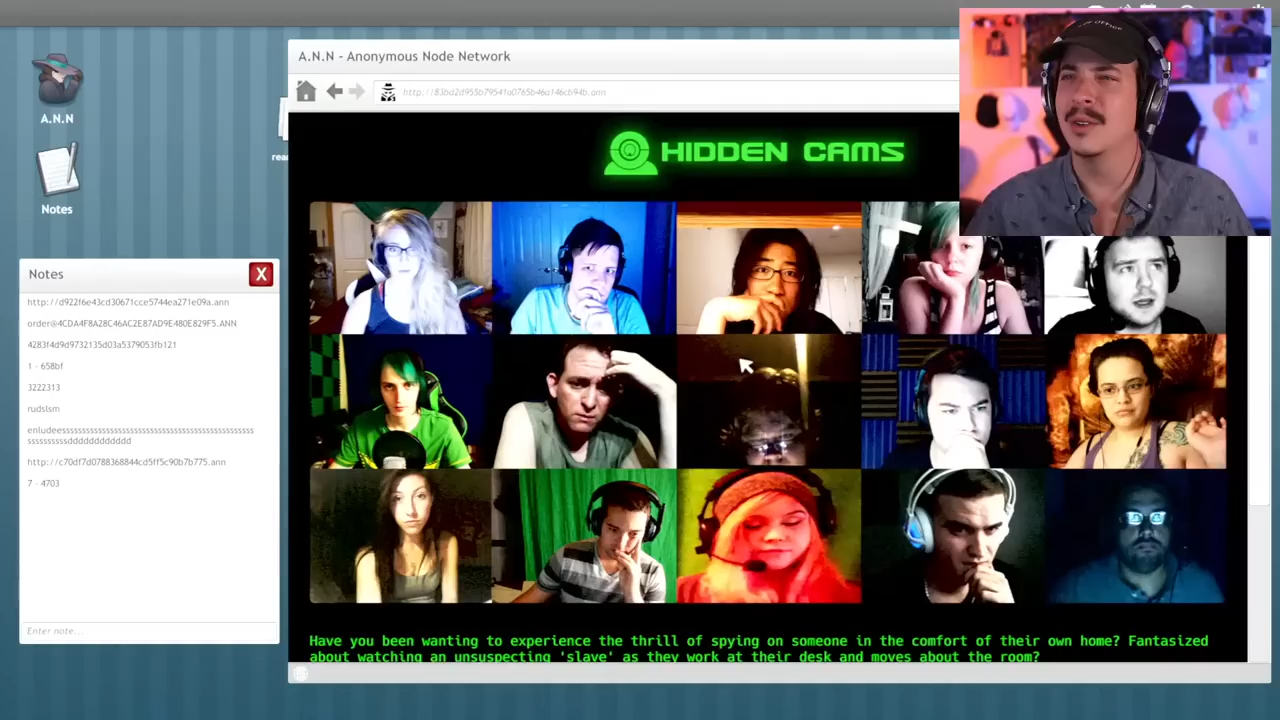 A.N.N
Notes
A.N.N - Anonymous Node Network
HIDDEN CAMS
Notes
X
http://d922f6e43cd30671cce5744ea271e09a.ann
order@4CDA4F8A28C46AC2E87AD9E480E829F5.ANN
4283f4d9d9732135d03a5379053fb121
1 - 658bf
3222313
rudslsm
http://c70df7d0788368844cd5ff5c90b7b775.ann
7 - 4703
Enter note...
Have you been wanting to experience the thrill of spying on someone in the comfort of their own home? Fantasized
about watching an unsuspecting 'slave' as they work at their desk and moves about the room?